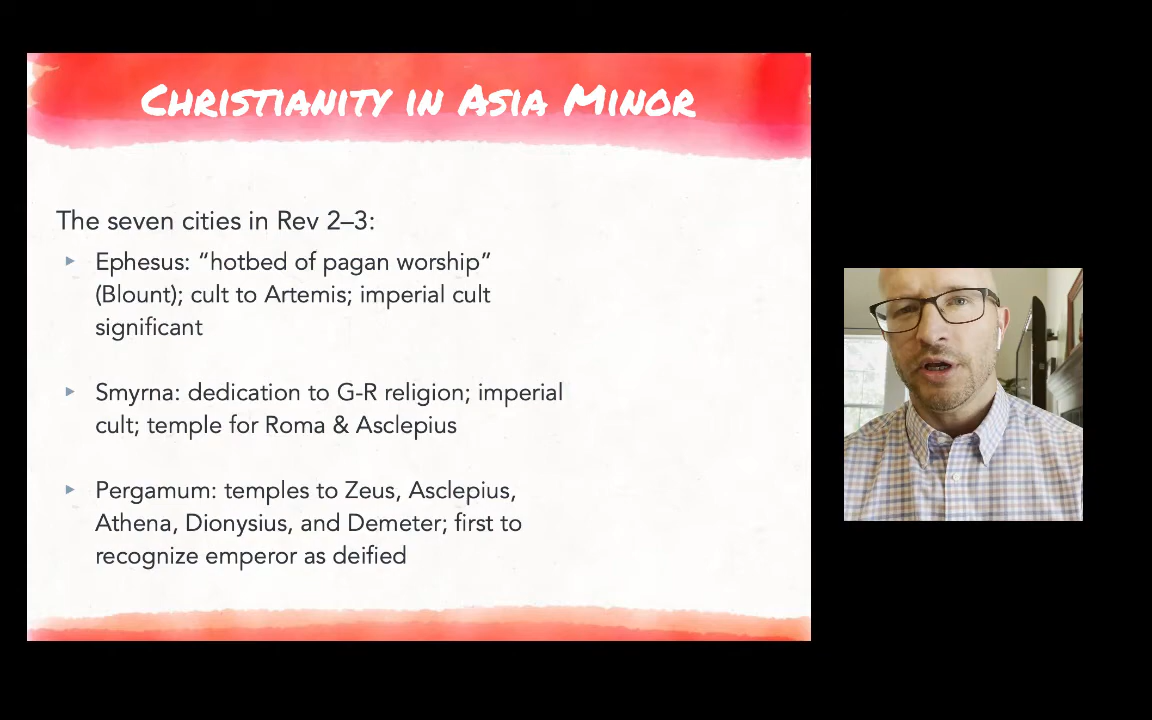 Christianity in Asia Minor
The seven cities in Rev 2–3:
▸ Ephesus: “hotbed of pagan worship”
(Blount); cult to Artemis; imperial cult
significant
▸ Smyrna: dedication to G-R religion; imperial
cult; temple for Roma & Asclepius
▸ Pergamum: temples to Zeus, Asclepius,
Athena, Dionysius, and Demeter; first to
recognize emperor as deified